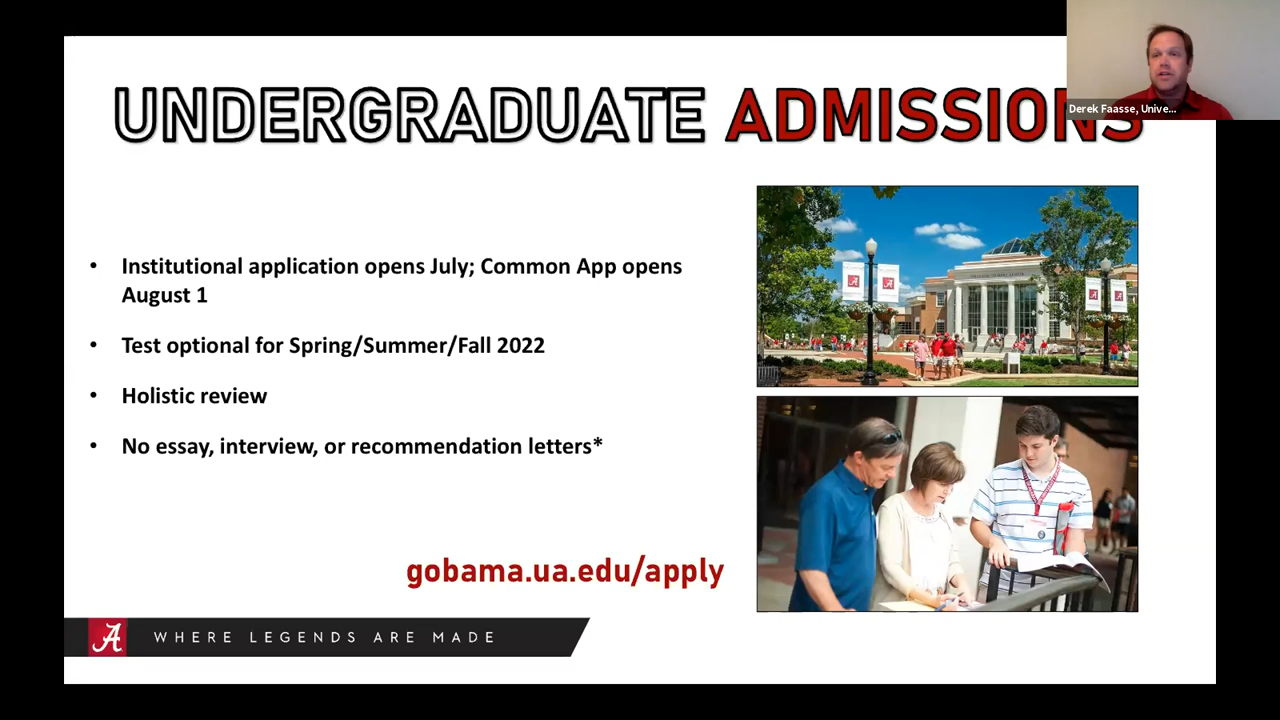 UNDERGRADUATE ADMISSIONS
Derek Faasse, Unive...
• Institutional application opens July; Common App opens
August 1
• Test optional for Spring/Summer/Fall 2022
• Holistic review
• No essay, interview, or recommendation letters*
gobama.ua.edu/apply
A WHERE LEGENDS ARE MADE